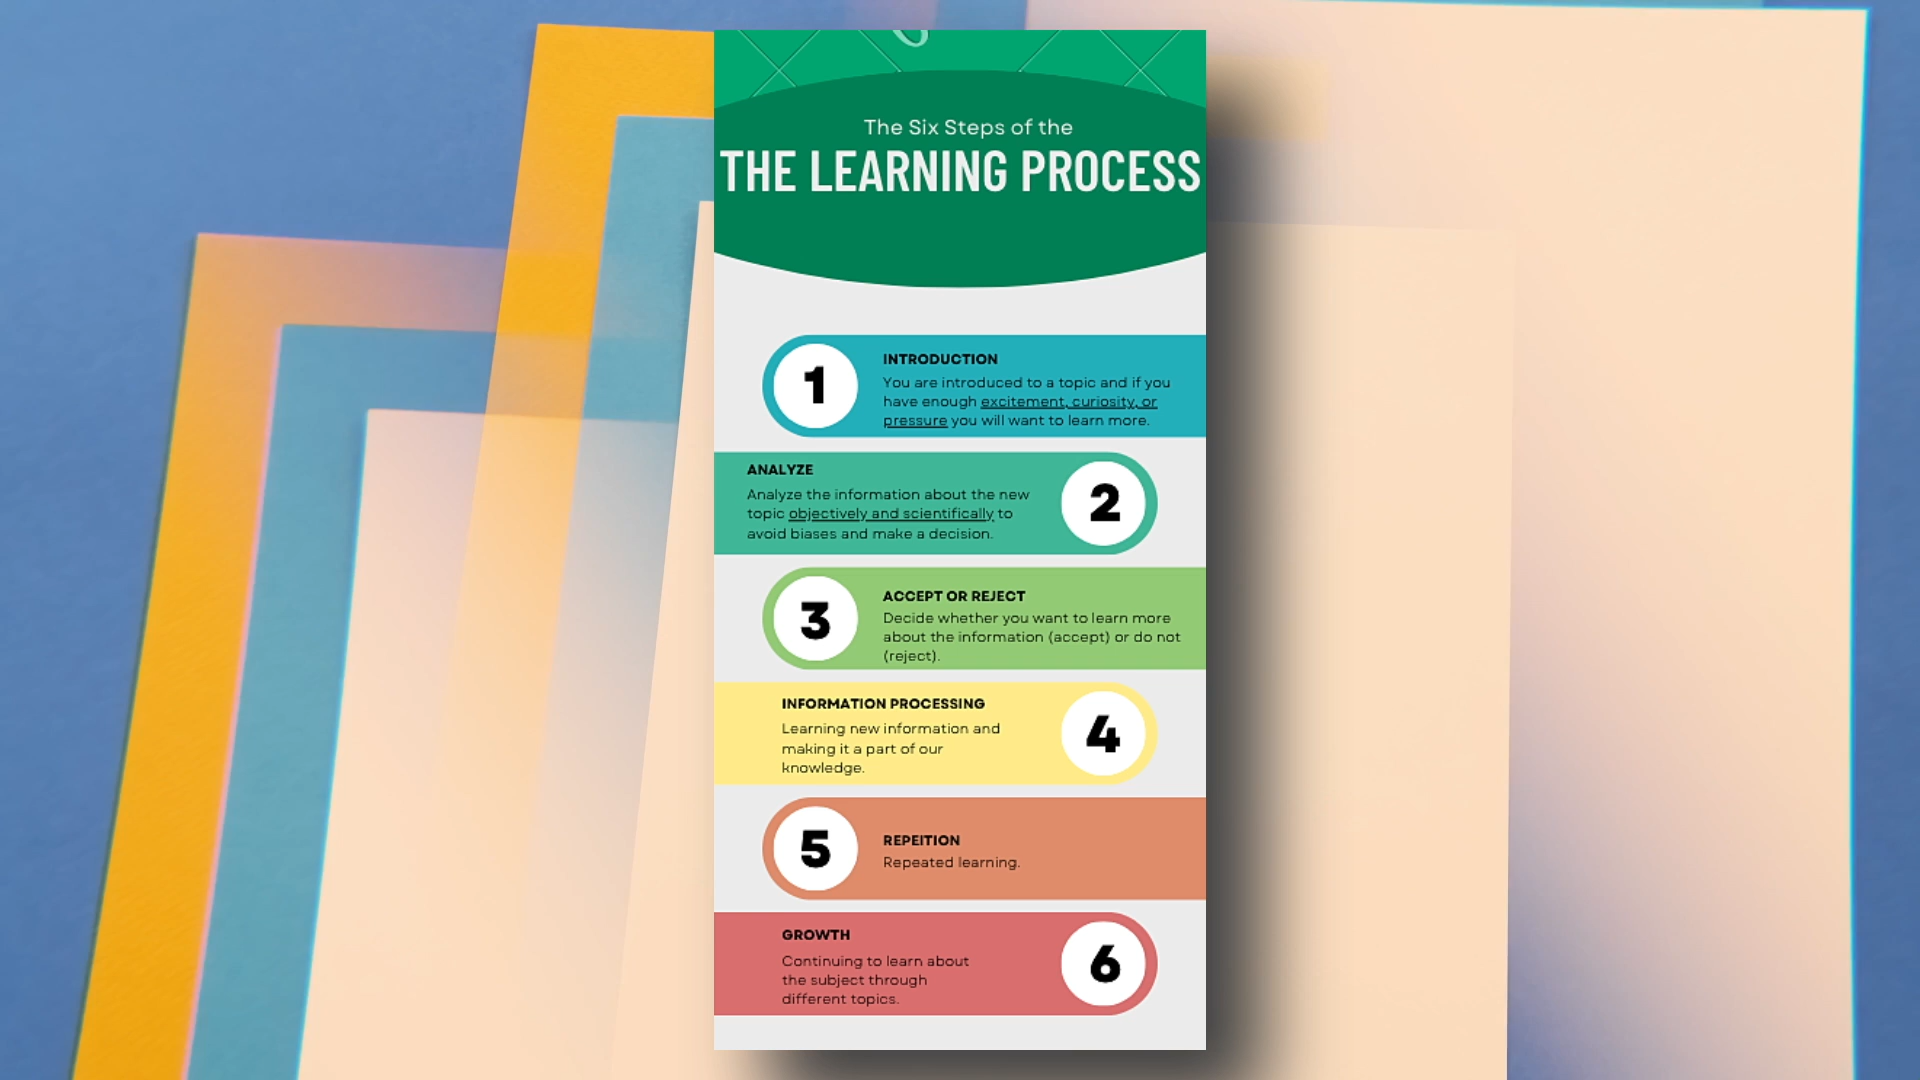 The Six Steps of the
THE LEARNING PROCESS
1
INTRODUCTION
You are introduced to a topic and if you
have enough excitement, curiosity, or
pressure you will want to learn more.
ANALYZE
Analyze the information about the new
topic objectively and scientifically to
avoid biases and make a decision.
2
3
ACCEPT OR REJECT
Decide whether you want to learn more
about the information (accept) or do not
(reject).
INFORMATION PROCESSING
Learning new information and
making it a part of our
knowledge.
4
5
REPEITION
Repeated learning.
GROWTH
Continuing to learn about
the subject through
different topics.
6